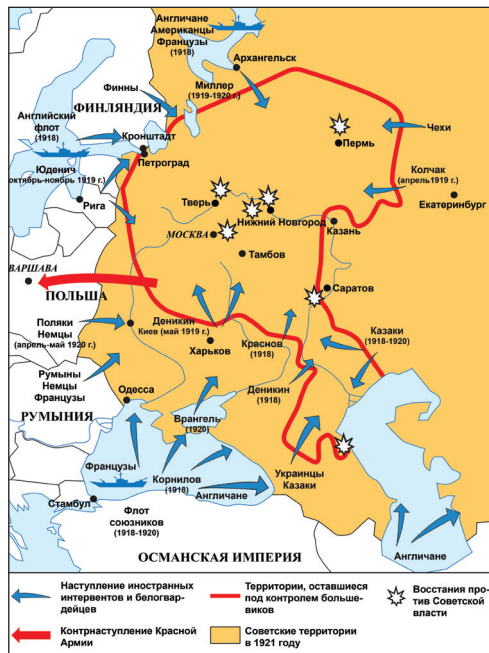 Англичане
Американцы
Французы
(1918)
Архангельск
Финны
Миллер
(1919-1920 г.)
ФИНЛЯНДИЯ
Английский
флот
(1918)
Кронштадт
Петроград
Пермь
Чехи
Юденич
(октябрь-ноябрь 1919 г.)
Колчак
(апрель1919 г.)
Екатеринбург
Рига
Тверь
Нижний Новгород
Казань
МОСКВА
Тамбов
ВАРШАВА
ПОЛЬША
Саратов
Поляки
Немцы
(апрель-май 1920 г.)
Деникин
Киев (май 1919 г.)
Харьков
Краснов
(1918)
Казаки
(1918-1920)
Румыны
Немцы
Французы
Одесса
Деникин
(1918)
РУМЫНИЯ
Врангель
(1920)
Французы
Корнилов
(1918)
Украинцы
Казаки
Англичане
Стамбул
Флот
союзников
(1918-1920)
Англичане
ОСМАНСКАЯ ИМПЕРИЯ
Наступление иностранных
интервентов и белогвар-
дейцев
Территории, оставшиеся
под контролем больше-
виков
Восстания про-
тив Советской
власти
Контрнаступление Красной
Армии
Советские территории
в 1921 году